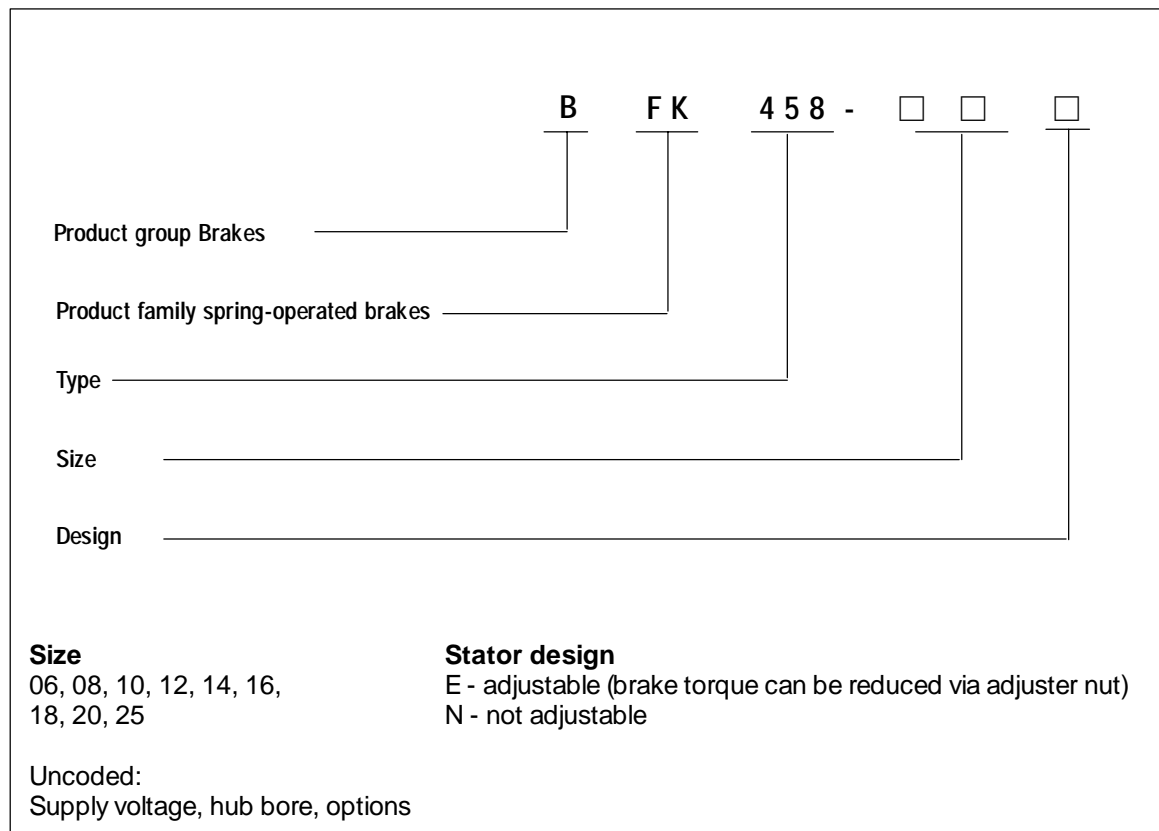 B FK 458-□□ □
Product group Brakes
Product family spring-operated brakes
Type
Size
Design
Size
06, 08, 10, 12, 14, 16,
18, 20, 25
Stator design
E - adjustable (brake torque can be reduced via adjuster nut)
N - not adjustable
Uncoded:
Supply voltage, hub bore, options